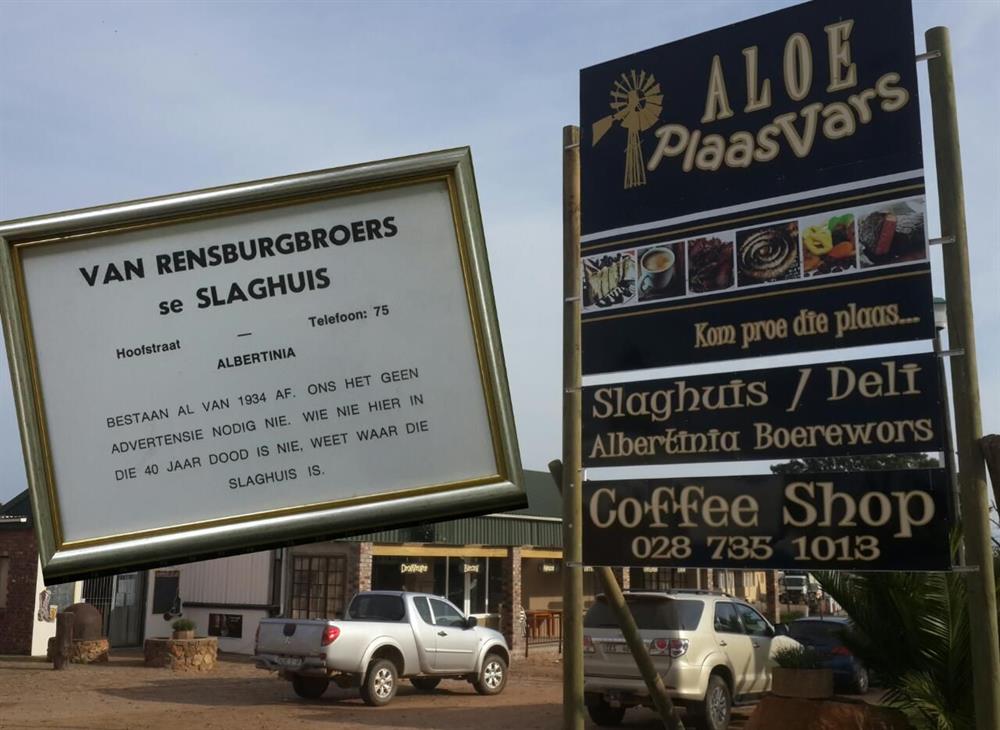 VAN RENSBURGBROERS
se SLAGHUIS
Hoofstraat — Telefoon: 75
ALBERTINIA
BESTAAN AL VAN 1934 AF. ONS HET GEEN
ADVERTENSIE NODIG NIE. WIE NIE HIER IN
DIE 40 JAAR DOOD IS NIE, WEET WAAR DIE
SLAGHUIS IS.
ALOE
PlaasVars
Kom proe die plaas...
Slaghuis / Deli
Albertinia Boerewors
Coffee Shop
028 735 1013